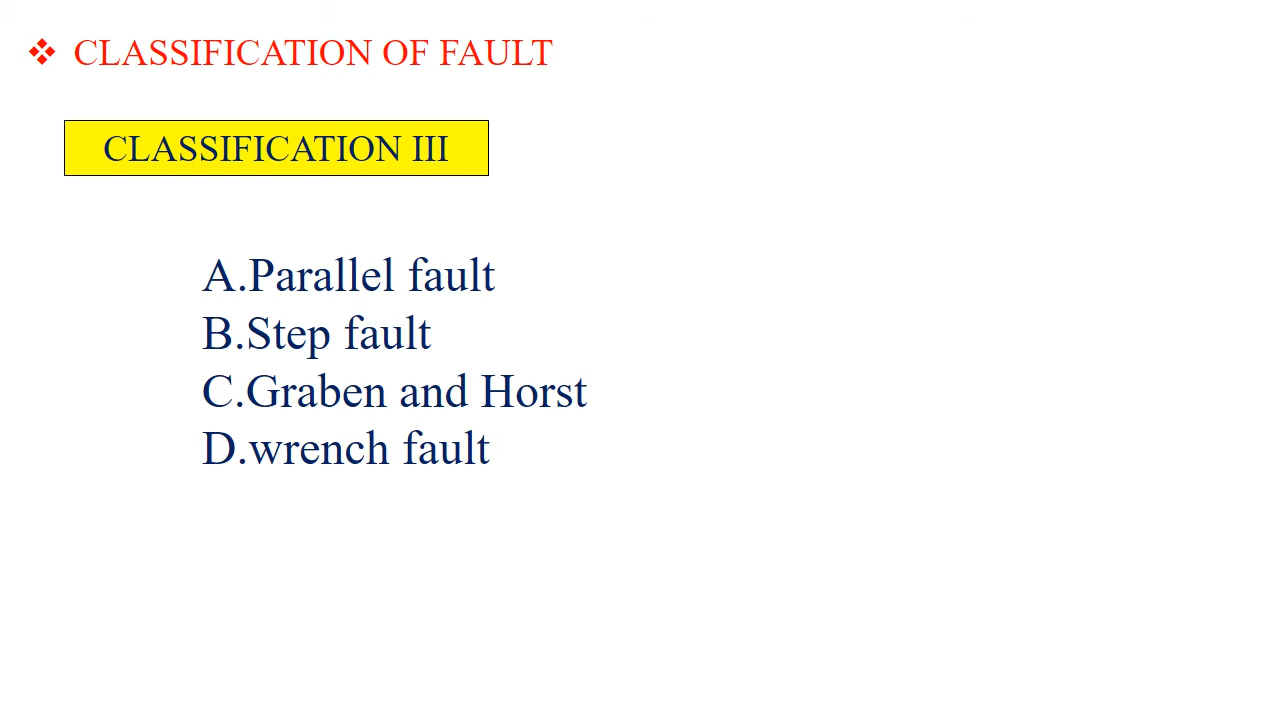 ❖ CLASSIFICATION OF FAULT
CLASSIFICATION III
A.Parallel fault
B.Step fault
C.Graben and Horst
D.wrench fault